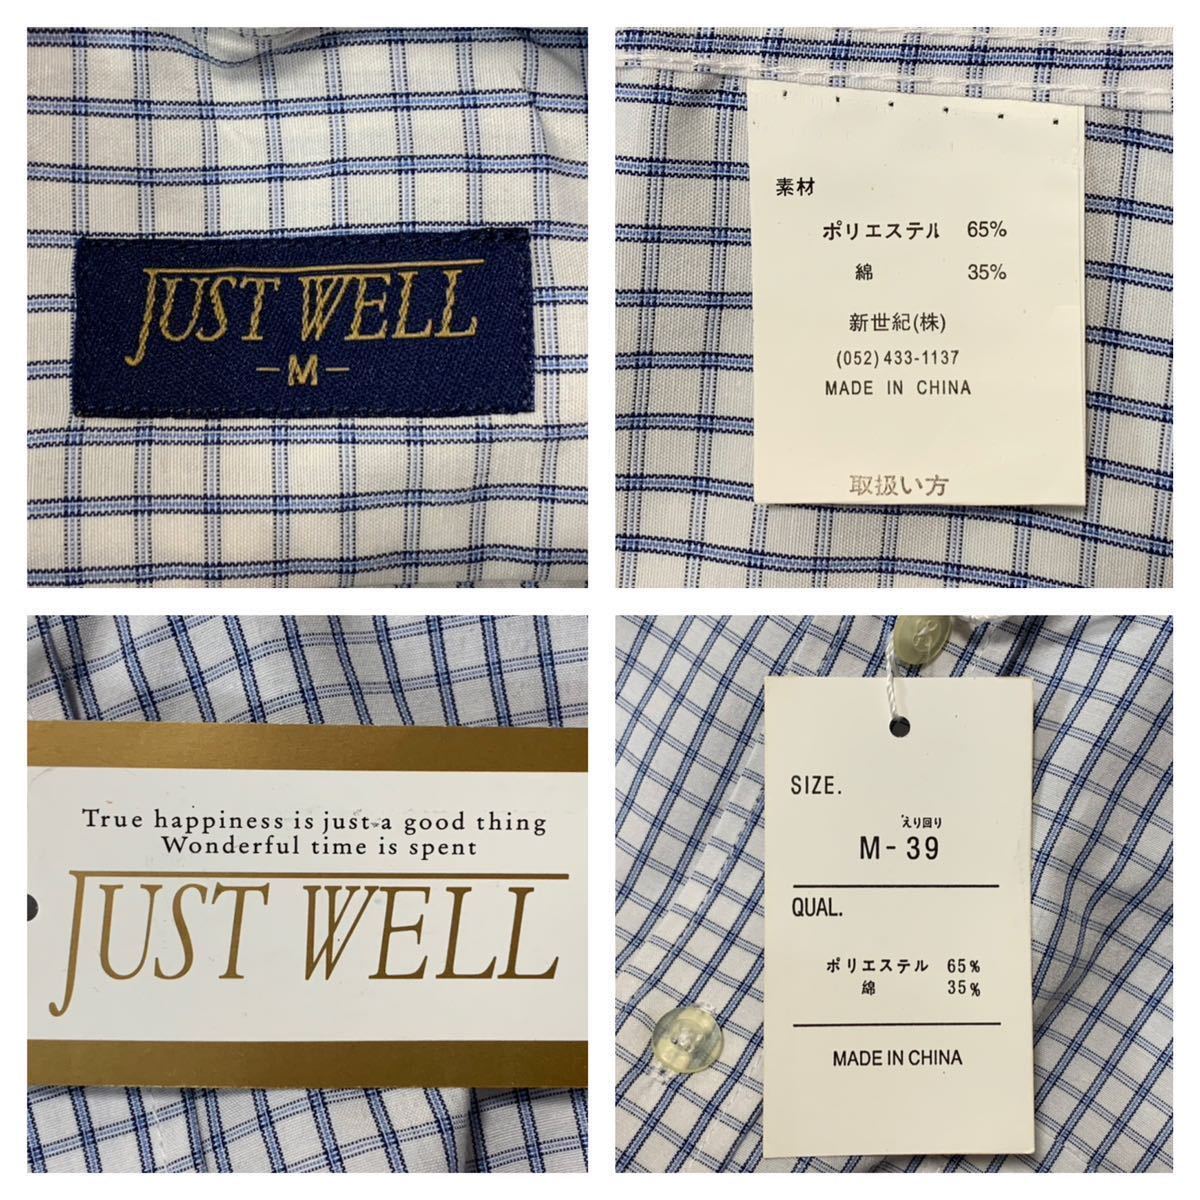 JUST WELL
-M-
素材
ポリエステル 65%
綿 35%
新世紀(株)
(052) 433-1137
MADE IN CHINA
取扱い方
True happiness is just a good thing
Wonderful time is spent
JUST WELL
SIZE.
えり回り
M-39
QUAL.
ポリエステル 65%
綿 35%
MADE IN CHINA